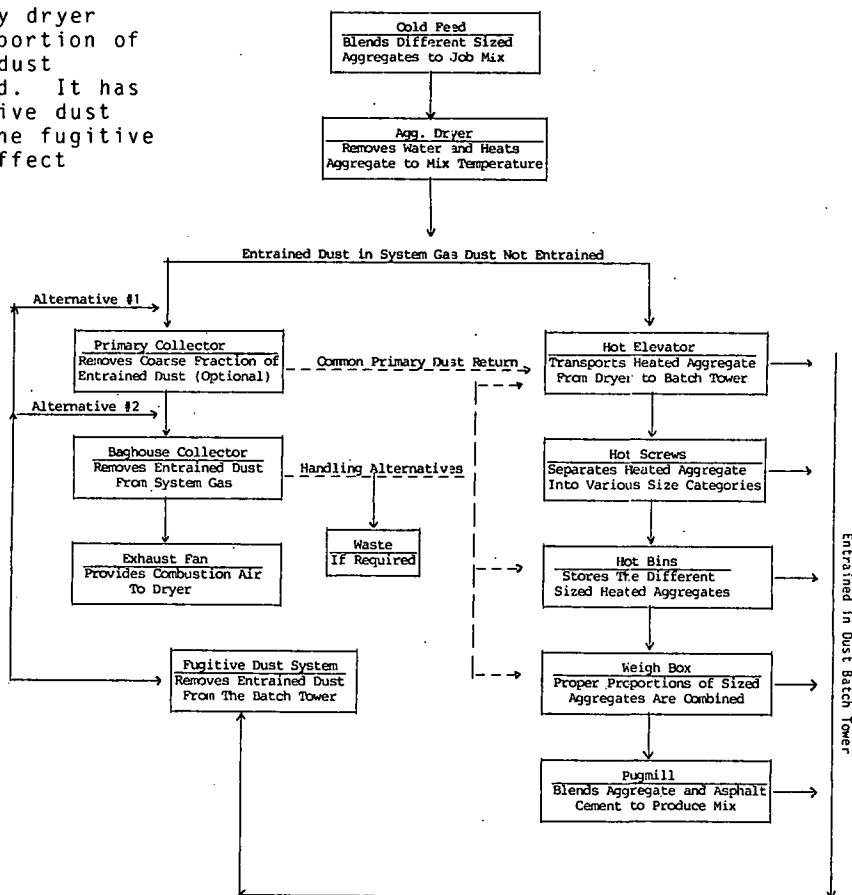 y dryer
portion of
dust
d. It has
ive dust
he fugitive
ffect
Cold Feed
Blends Different Sized
Aggregates to Job Mix
Agg. Dryer
Removes Water and Heats
Aggregate to Mix Temperature
Entrained Dust in System Gas Dust Not Entrained
Alternative #1
Primary Collector
Removes Coarse Fraction of
Entrained Dust (Optional)
Common Primary Dust Return
Hot Elevator
Transports Heated Aggregate
From Dryer to Batch Tower
Alternative #2
Baghouse Collector
Removes Entrained Dust
From System Gas
Handling Alternatives
Hot Screws
Separates Heated Aggregate
Into Various Size Categories
Waste
If Required
Exhaust Fan
Provides Combustion Air
To Dryer
Hot Bins
Stores The Different
Sized Heated Aggregates
Entrained in Dust Batch Tower
Fugitive Dust System
Removes Entrained Dust
From The Batch Tower
Weigh Box
Proper Proportions of Sized
Aggregates Are Combined
Pugmill
Blends Aggregate and Asphalt
Cement to Produce Mix